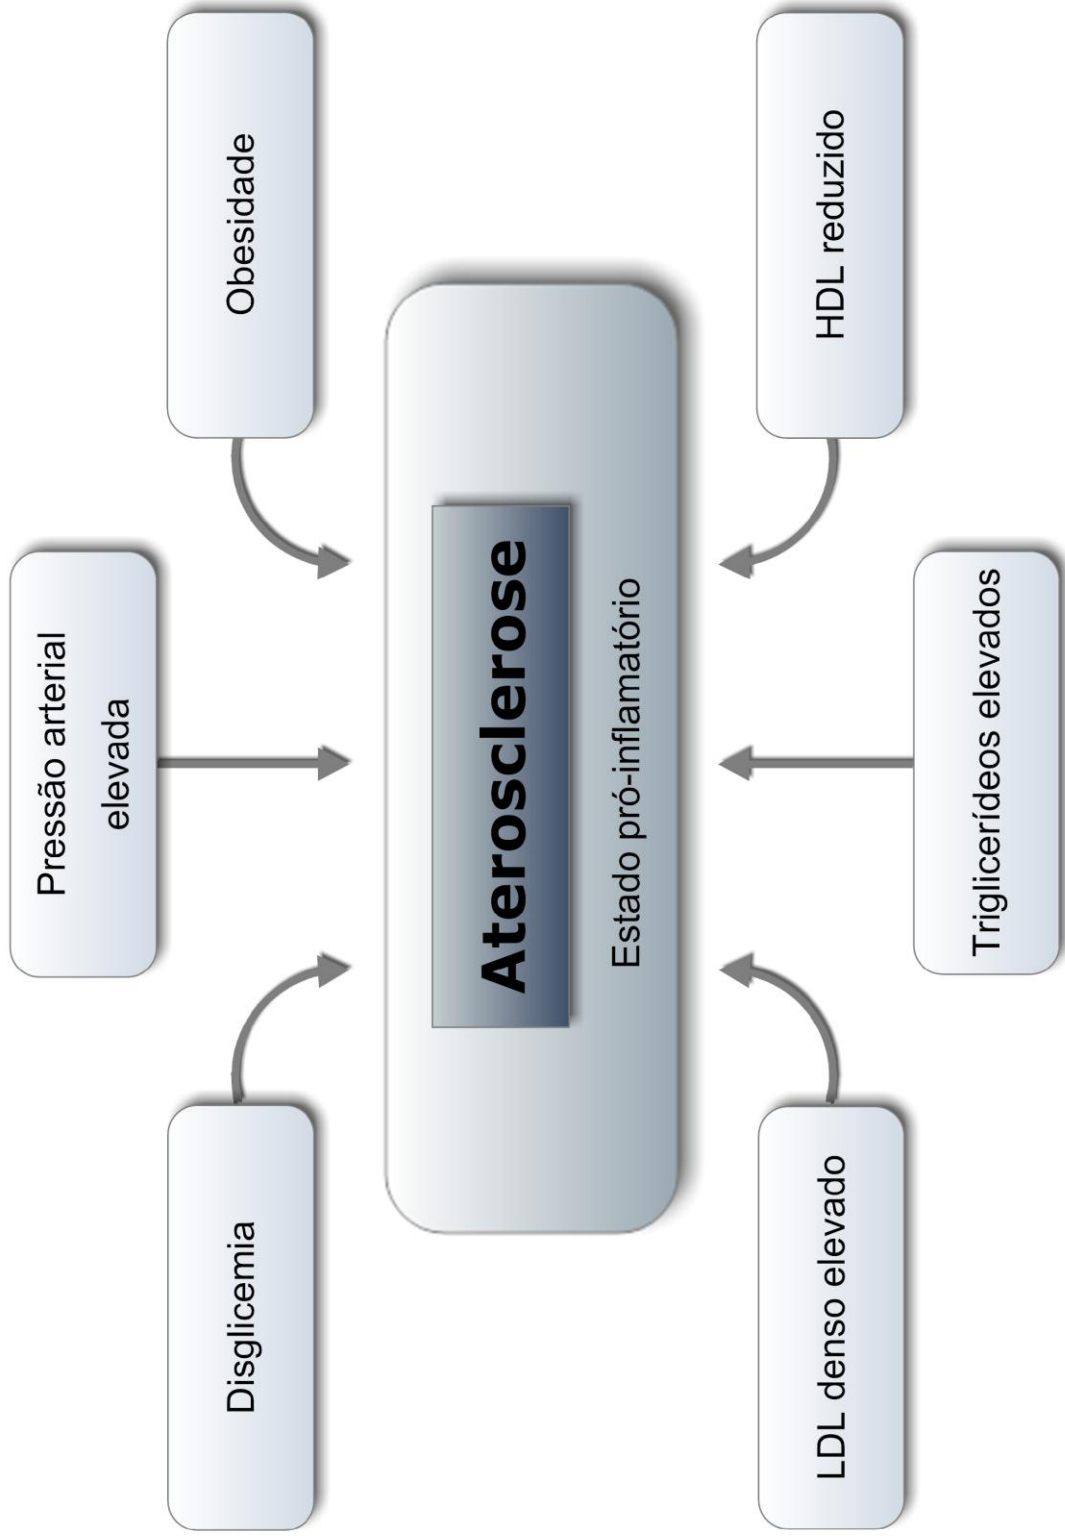 Disglicemia
Pressão arterial
elevada
Obesidade
Aterosclerose
Estado pró-inflamatório
LDL denso elevado
Triglicerídeos elevados
HDL reduzido